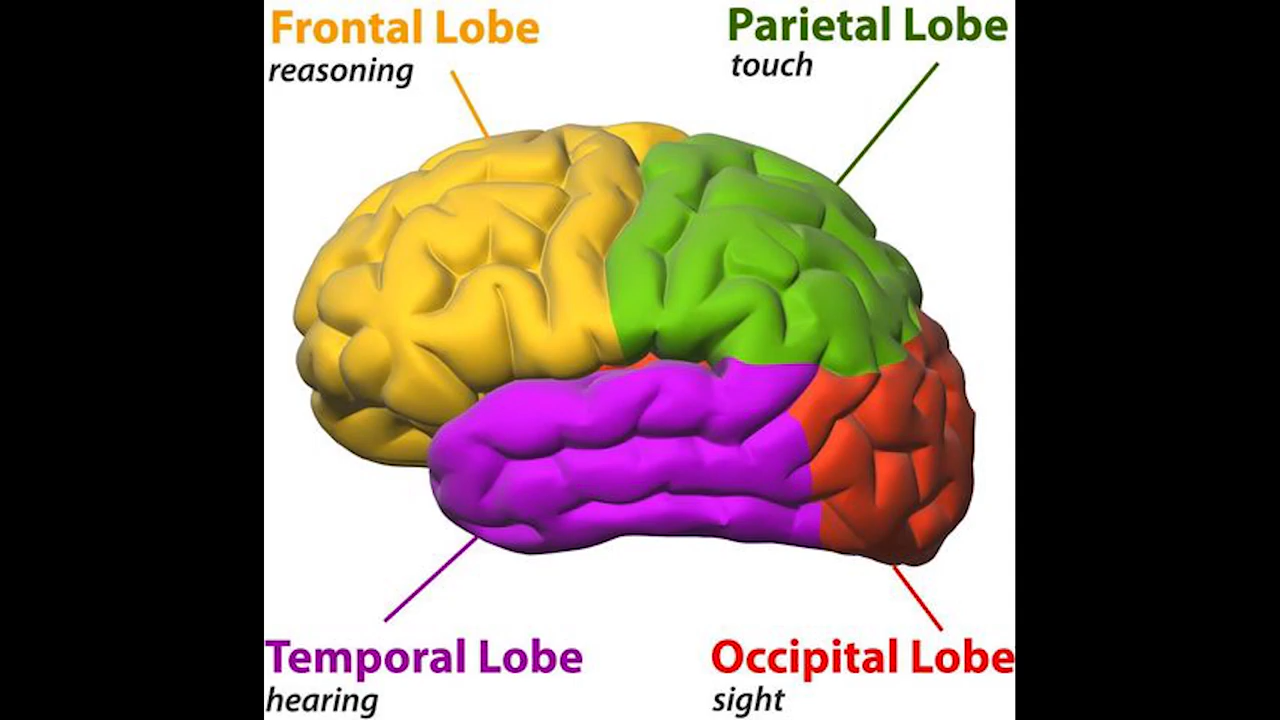 Frontal Lobe
reasoning
Parietal Lobe
touch
Temporal Lobe
hearing
Occipital Lobe
sight